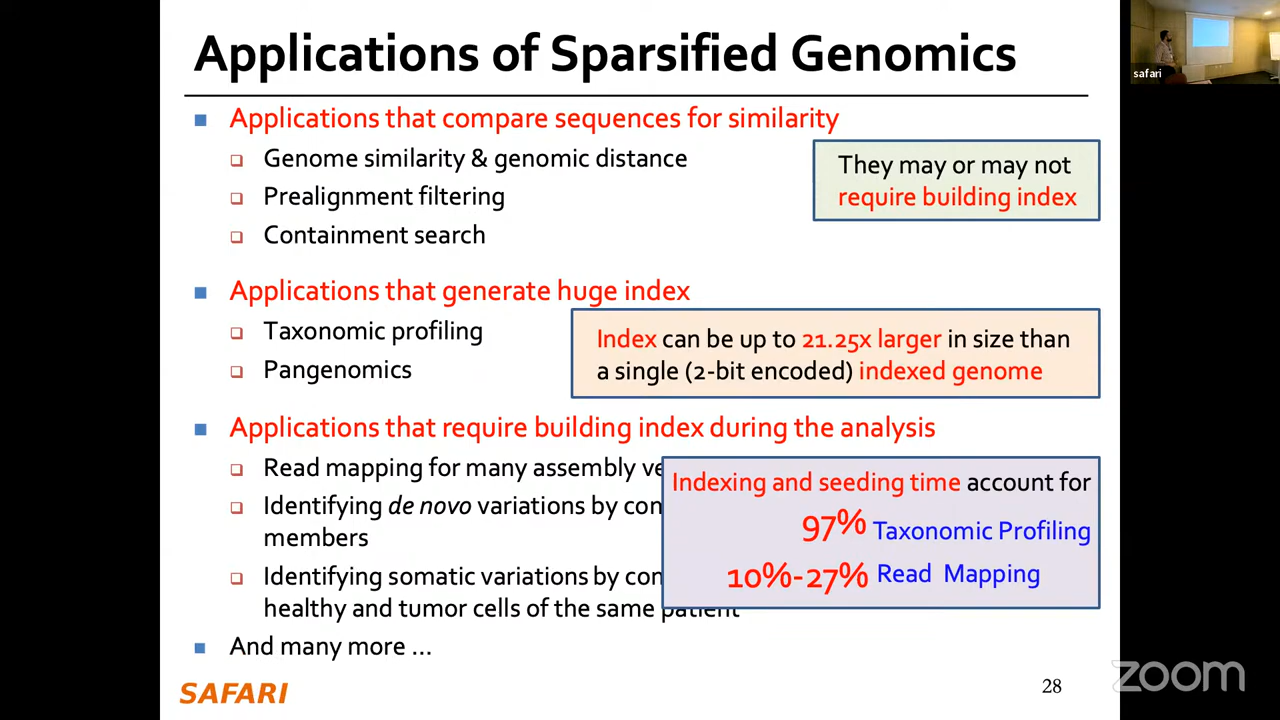 Applications of Sparsified Genomics
Applications that compare sequences for similarity
Genome similarity & genomic distance
Prealignment filtering
Containment search
They may or may not
require building index
Applications that generate huge index
Taxonomic profiling
Pangenomics
Index can be up to 21.25x larger in size than
a single (2-bit encoded) indexed genome
Applications that require building index during the analysis
Read mapping for many assembly
Identifying de novo variations by
members
Identifying somatic variations by
healthy and tumor cells of the same patient
Indexing and seeding time account for
97% Taxonomic Profiling
10%-27% Read Mapping
And many more ...
SAFARI
28
safari
zoom